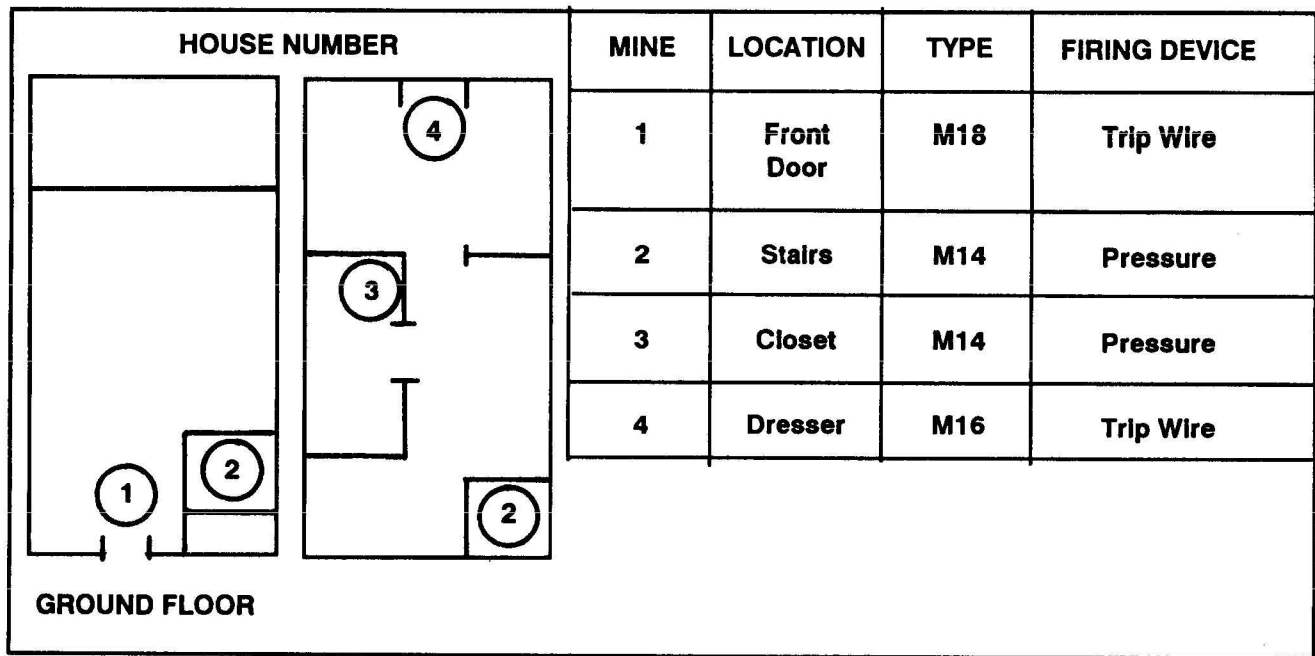 HOUSE NUMBER
4
3
1
2
2
GROUND FLOOR
MINE LOCATION TYPE FIRING DEVICE
1 Front Door M18 Trip Wire
2 Stairs M14 Pressure
3 Closet M14 Pressure
4 Dresser M16 Trip Wire